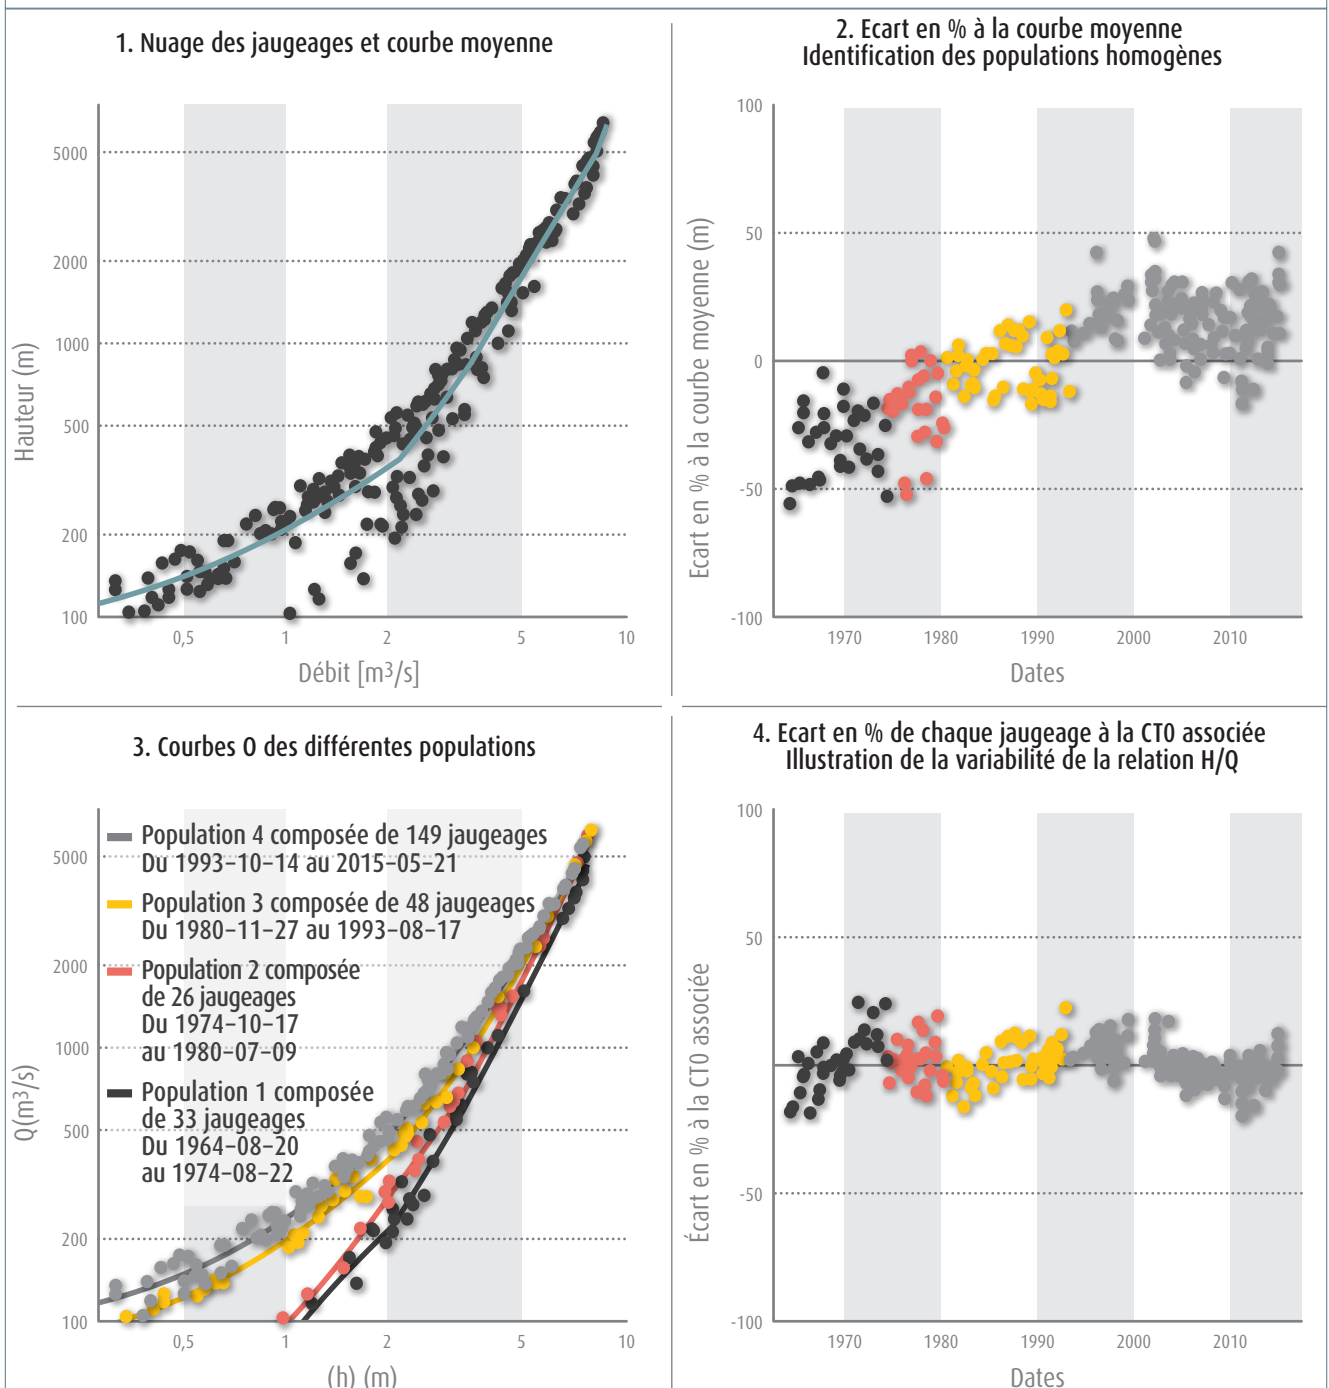 1. Nuage des jaugeages et courbe moyenne
Hauteur (m)
5000
2000
1000
500
200
100
0,5
1
2
5
10
Débit [m³/s]
2. Ecart en % à la courbe moyenne
Identification des populations homogènes
Ecart en % à la courbe moyenne (m)
100
50
0
-50
-100
1970
1980
1990
2000
2010
Dates
3. Courbes O des différentes populations
Q(m³/s)
5000
2000
1000
500
200
100
Population 4 composée de 149 jaugeages
Du 1993-10-14 au 2015-05-21
Population 3 composée de 48 jaugeages
Du 1980-11-27 au 1993-08-17
Population 2 composée
de 26 jaugeages
Du 1974-10-17
au 1980-07-09
Population 1 composée
de 33 jaugeages
Du 1964-08-20
au 1974-08-22
0,5
1
2
5
10
(h) (m)
4. Ecart en % de chaque jaugeage à la CT0 associée
Illustration de la variabilité de la relation H/Q
Écart en % à la CT0 associée
100
50
0
-50
-100
1970
1980
1990
2000
2010
Dates